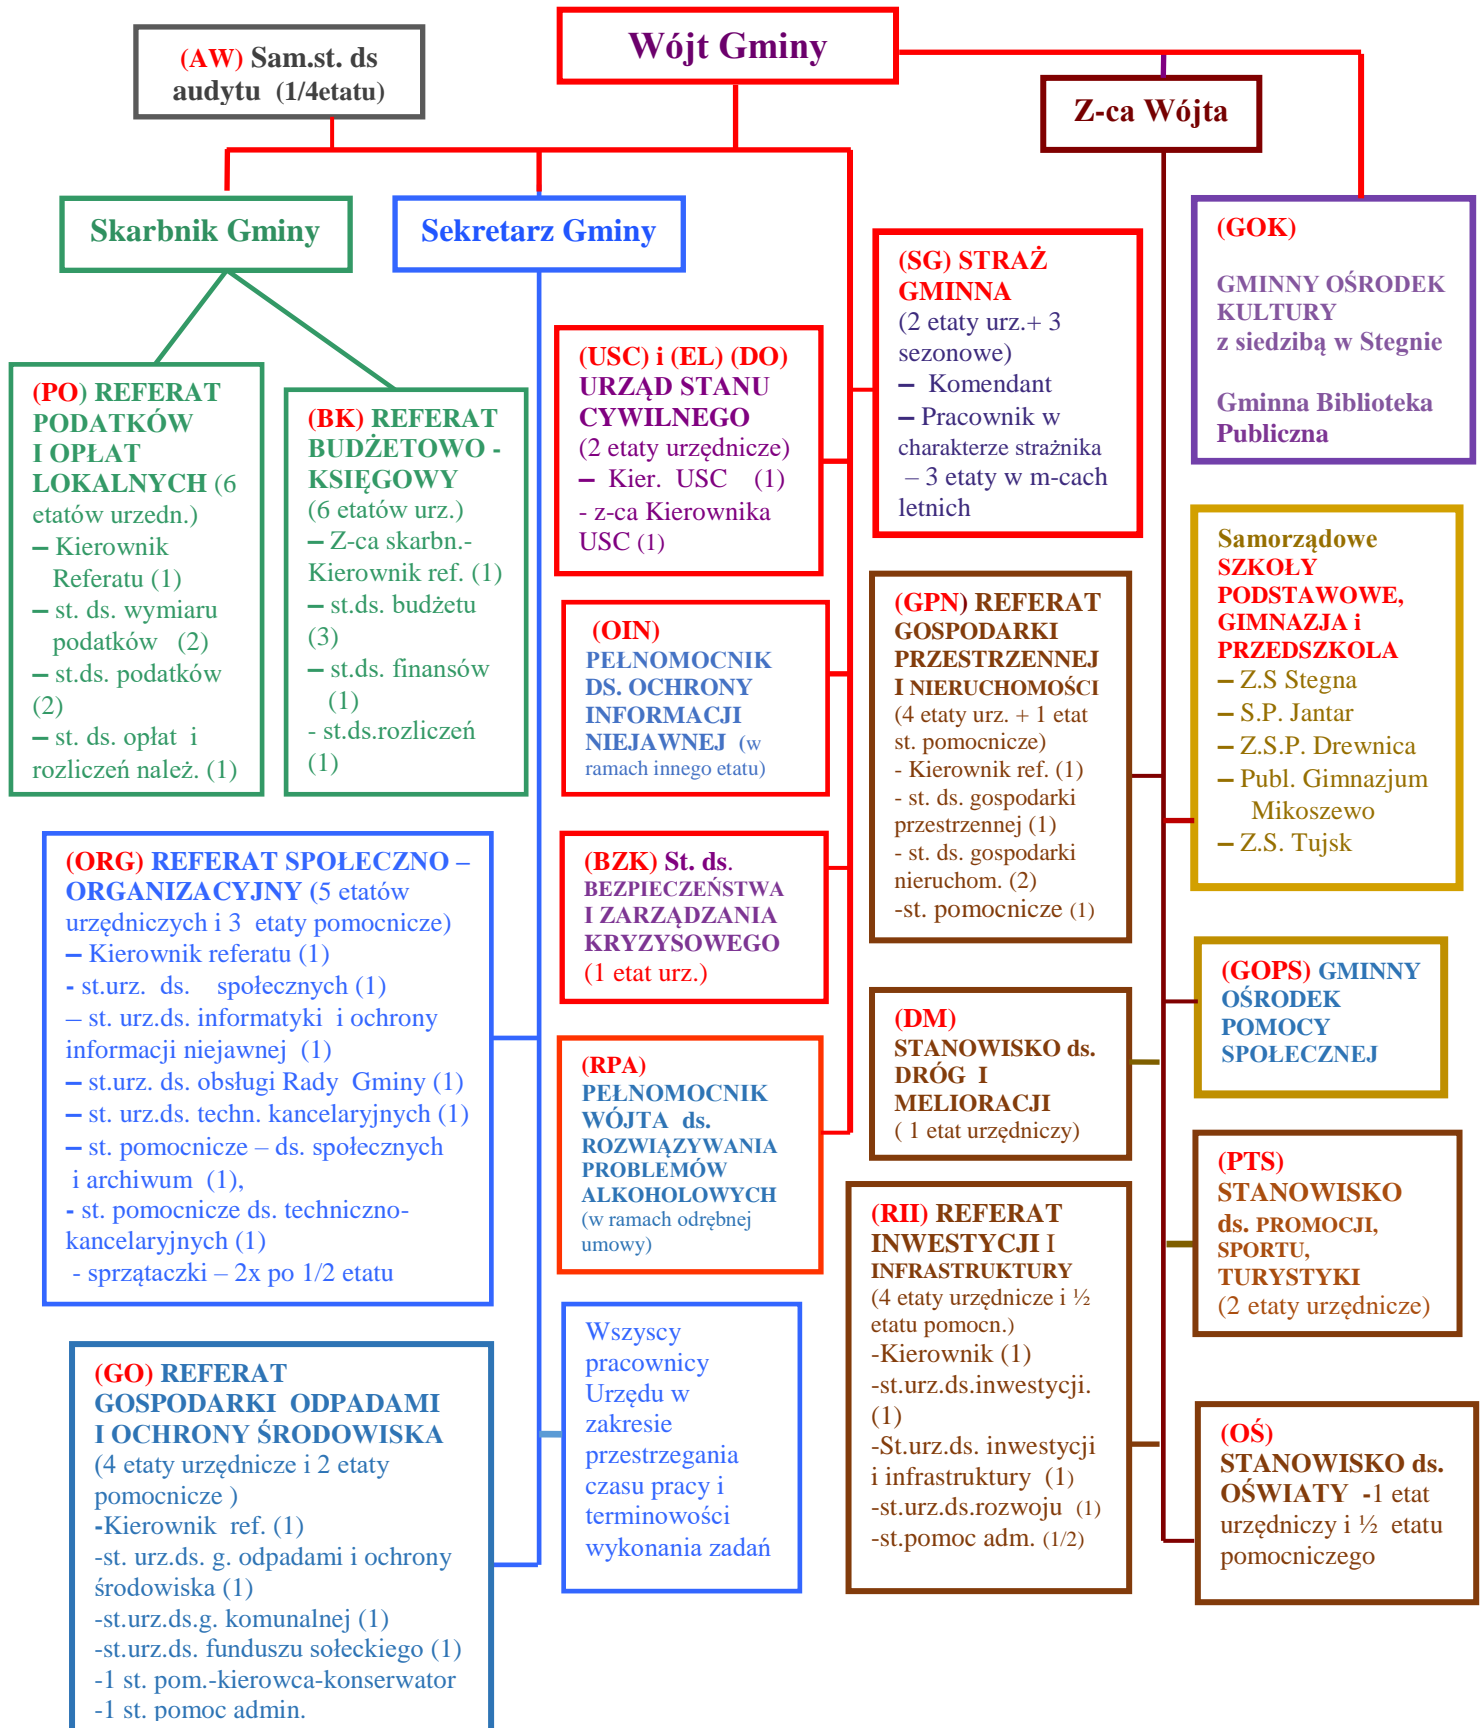 (AW) Sam.st. ds
audytu (1/4etatu)
Wójt Gminy
Z-ca Wójta
Skarbnik Gminy
Sekretarz Gminy
(GOK)
GMINNY OŚRODEK
KULTURY
z siedzibą w Stegnie
Gminna Biblioteka
Publiczna
(SG) STRAŻ
GMINNA
(2 etaty urz.+ 3
sezonowe)
– Komendant
– Pracownik w
charakterze strażnika
– 3 etaty w m-cach
letnich
(USC) i (EL) (DO)
URZĄD STANU
CYWILNEGO
(2 etaty urzędnicze)
– Kier. USC (1)
- z-ca Kierownika
USC (1)
(PO) REFERAT
PODATKÓW
I OPŁAT
LOKALNYCH (6
etatów urzedn.)
– Kierownik
Referatu (1)
– st. ds. wymiaru
podatków (2)
– st.ds. podatków
(2)
– st. ds. opłat i
rozliczeń należ. (1)
(BK) REFERAT
BUDŻETOWO -
KSIĘGOWY
(6 etatów urz.)
– Z-ca skarbn.-
Kierownik ref. (1)
– st.ds. budżetu
(3)
– st.ds. finansów
(1)
- st.ds.rozliczeń
(1)
(OIN)
PEŁNOMOCNIK
DS. OCHRONY
INFORMACJI
NIEJAWNEJ (w
ramach innego etatu)
(GPN) REFERAT
GOSPODARKI
PRZESTRZENNEJ
I NIERUCHOMOŚCI
(4 etaty urz. + 1 etat
st. pomocnicze)
- Kierownik ref. (1)
- st. ds. gospodarki
przestrzennej (1)
- st. ds. gospodarki
nieruchom. (2)
-st. pomocnicze (1)
Samorządowe
SZKOŁY
PODSTAWOWE,
GIMNAZJA i
PRZEDSZKOLA
– Z.S Stegna
– S.P. Jantar
– Z.S.P. Drewnica
– Publ. Gimnazjum
Mikoszewo
– Z.S. Tujsk
(ORG) REFERAT SPOŁECZNO –
ORGANIZACYJNY (5 etatów
urzędniczych i 3 etaty pomocnicze)
– Kierownik referatu (1)
- st.urz. ds. społecznych (1)
– st. urz.ds. informatyki i ochrony
informacji niejawnej (1)
– st.urz. ds. obsługi Rady Gminy (1)
– st. urz.ds. techn. kancelaryjnych (1)
– st. pomocnicze – ds. społecznych
i archiwum (1),
- st. pomocnicze ds. techniczno-
kancelaryjnych (1)
- sprzątaczki – 2x po 1/2 etatu
(BZK) St. ds.
BEZPIECZEŃSTWA
I ZARZĄDZANIA
KRYZYSOWEGO
(1 etat urz.)
(GOPS) GMINNY
OŚRODEK
POMOCY
SPOŁECZNEJ
(DM)
STANOWISKO ds.
DRÓG I
MELIORACJI
( 1 etat urzędniczy)
(RPA)
PEŁNOMOCNIK
WÓJTA ds.
ROZWIĄZYWANIA
PROBLEMÓW
ALKOHOLOWYCH
(w ramach odrębnej
umowy)
(PTS)
STANOWISKO
ds. PROMOCJI,
SPORTU,
TURYSTYKI
(2 etaty urzędnicze)
(RII) REFERAT
INWESTYCJI I
INFRASTRUKTURY
(4 etaty urzędnicze i ½
etatu pomocn.)
-Kierownik (1)
-st.urz.ds.inwestycji.
(1)
-St.urz.ds. inwestycji
i infrastruktury (1)
-st.urz.ds.rozwoju (1)
-st.pomoc adm. (1/2)
(GO) REFERAT
GOSPODARKI ODPADAMI
I OCHRONY ŚRODOWISKA
(4 etaty urzędnicze i 2 etaty
pomocnicze )
-Kierownik ref. (1)
-st. urz.ds. g. odpadami i ochrony
środowiska (1)
-st.urz.ds.g. komunalnej (1)
-st.urz.ds. funduszu sołeckiego (1)
-1 st. pom.-kierowca-konserwator
-1 st. pomoc admin.
Wszyscy
pracownicy
Urzędu w
zakresie
przestrzegania
czasu pracy i
terminowości
wykonania zadań
(OŚ)
STANOWISKO ds.
OŚWIATY -1 etat
urzędniczy i ½ etatu
pomocniczego